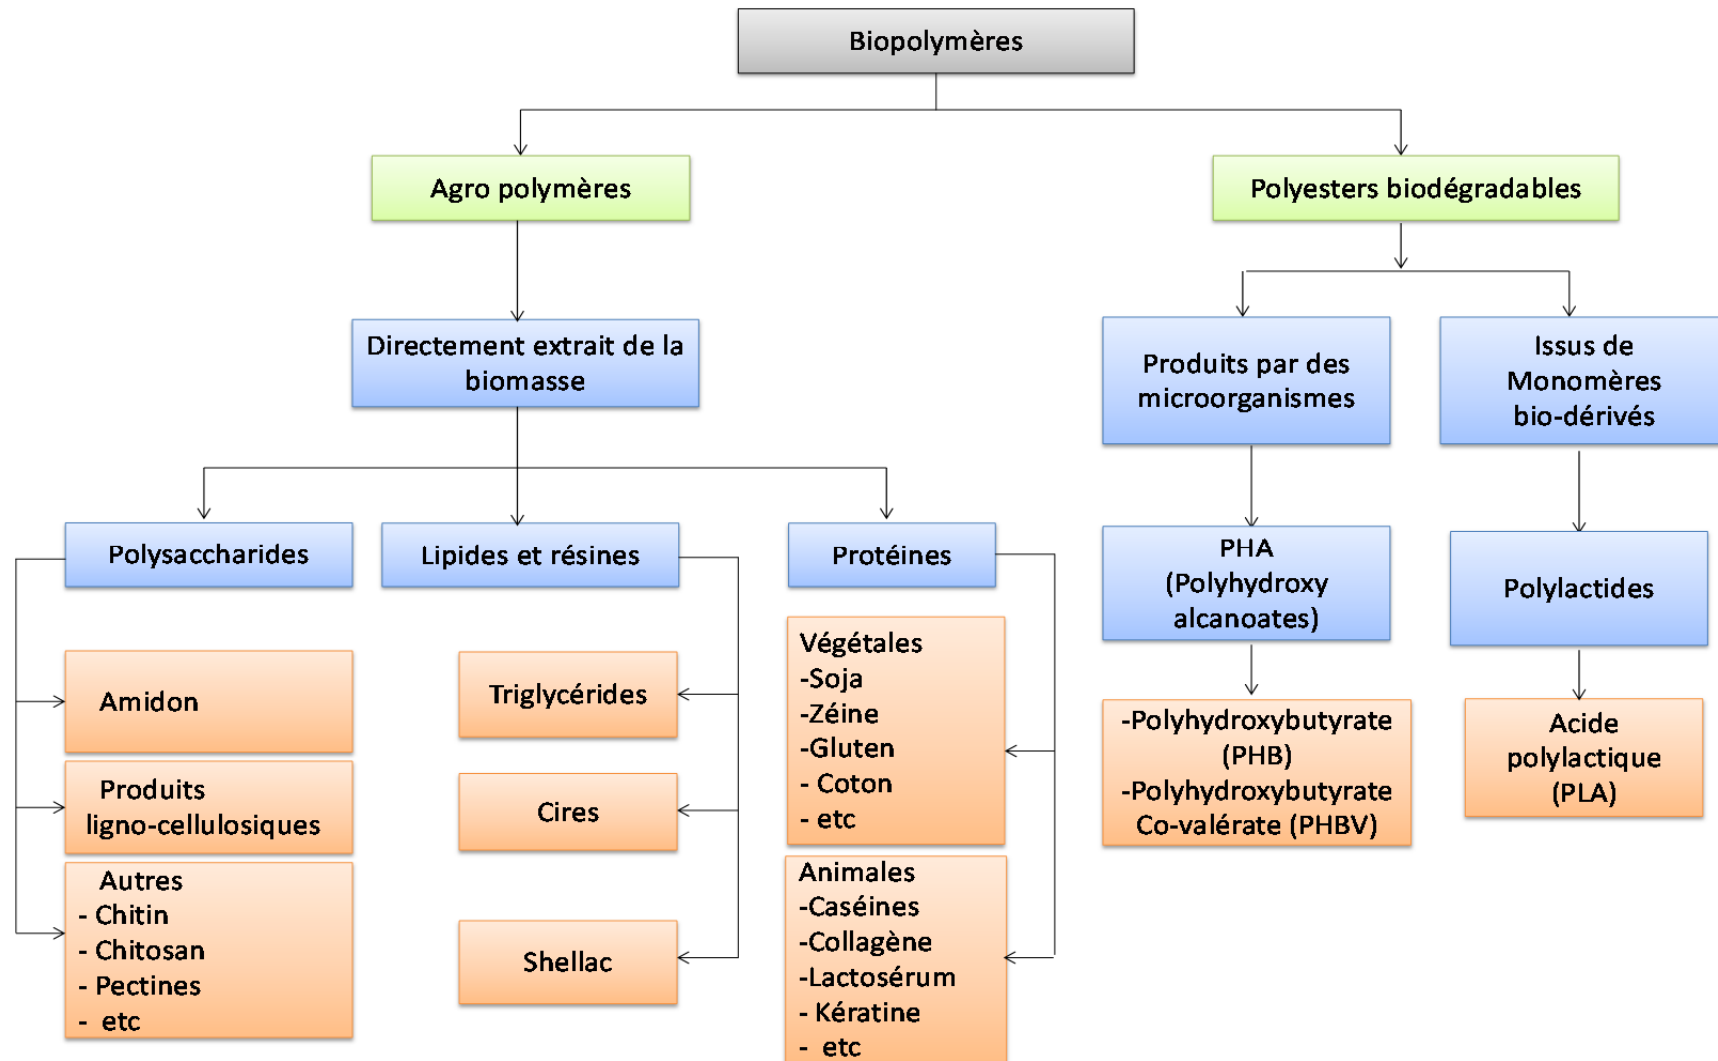 Biopolymères
Agro polymères
Polyesters biodégradables
Directement extrait de la
biomasse
Produits par des
microorganismes
Issus de
Monomères
bio-dérivés
Polysaccharides
Lipides et résines
Protéines
PHA
(Polyhydroxy
alcanoates)
Polylactides
Amidon
Produits
ligno-cellulosiques
Autres
- Chitin
- Chitosan
- Pectines
- etc
Triglycérides
Cires
Shellac
Végétales
-Soja
-Zéine
-Gluten
- Coton
- etc
Animales
-Caséines
-Collagène
-Lactosérum
- Kératine
- etc
-Polyhydroxybutyrate
(PHB)
-Polyhydroxybutyrate
Co-valérate (PHBV)
Acide
polylactique
(PLA)